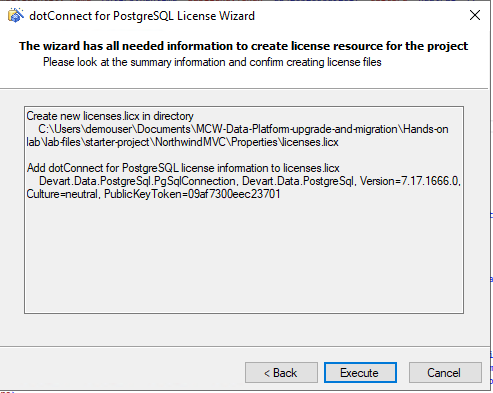 dotConnect for PostgreSQL License Wizard
The wizard has all needed information to create license resource for the project
Please look at the summary information and confirm creating license files
Create new licenses.licx in directory
C:\Users\demouser\Documents\MCW-Data-Platform-upgrade-and-migration\Hands-on
lab\lab-files\starter-project\NorthwindMVC\Properties\licenses.licx
Add dotConnect for PostgreSQL license information to licenses.licx
Devart.Data.PostgreSql.PgSqlConnection, Devart.Data.PostgreSql, Version=7.17.1666.0,
Culture=neutral, PublicKeyToken=09af7300eec23701
< Back
Execute
Cancel